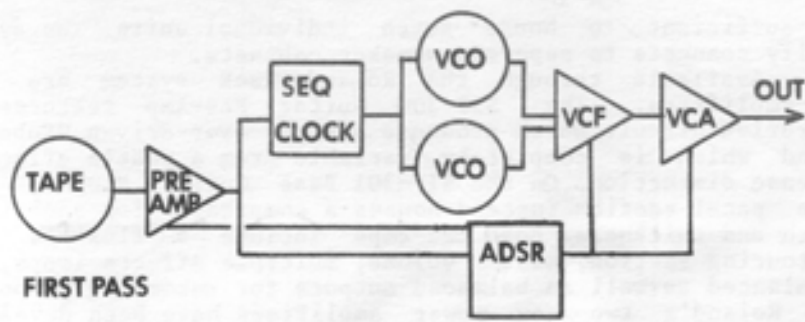 VCO
SEQ
CLOCK
OUT
VCF
VCA
TAPE
PRE
AMP
VCO
ADSR
FIRST PASS